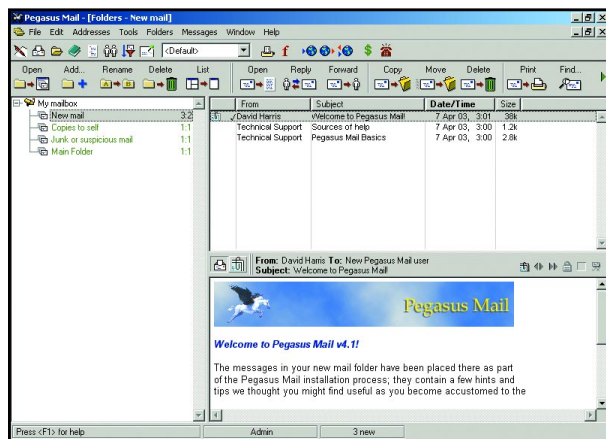 Pegasus Mail - [Folders - New mail]
File Edit Addresses Tools Folders Messages Window Help
<Default>
Open Add... Rename Delete List Open Reply Forward Copy Move Delete Print Find...
My mailbox
New mail 3:2
Copies to self 1:1
Junk or suspicious mail 1:1
Main Folder 1:1
From Subject Date/Time Size
David Harris Welcome to Pegasus Mail! 7 Apr 03, 3:01 38k
Technical Support Sources of help 7 Apr 03, 3:00 1.2k
Technical Support Pegasus Mail Basics 7 Apr 03, 3:00 2.8k
From: David Harris To: New Pegasus Mail user
Subject: Welcome to Pegasus Mail!
Pegasus Mail
Welcome to Pegasus Mail v4.1!
The messages in your new mail folder have been placed there as part
of the Pegasus Mail installation process; they contain a few hints and
tips we thought you might find useful as you become accustomed to the
Press <F1> for help Admin 3 new